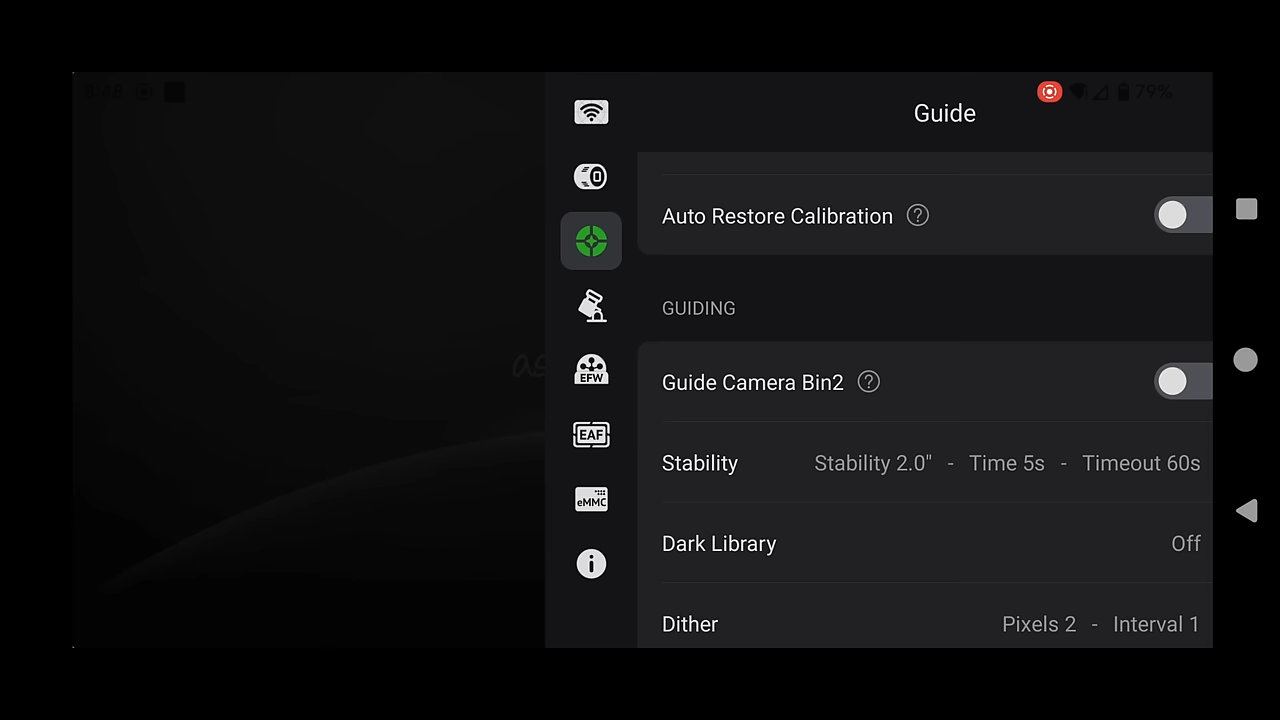 79%
Guide
Auto Restore Calibration ?
GUIDING
Guide Camera Bin2 ?
EFW
Stability Stability 2.0" - Time 5s - Timeout 60s
EAF
eMMC
Dark Library Off
Dither Pixels 2 - Interval 1